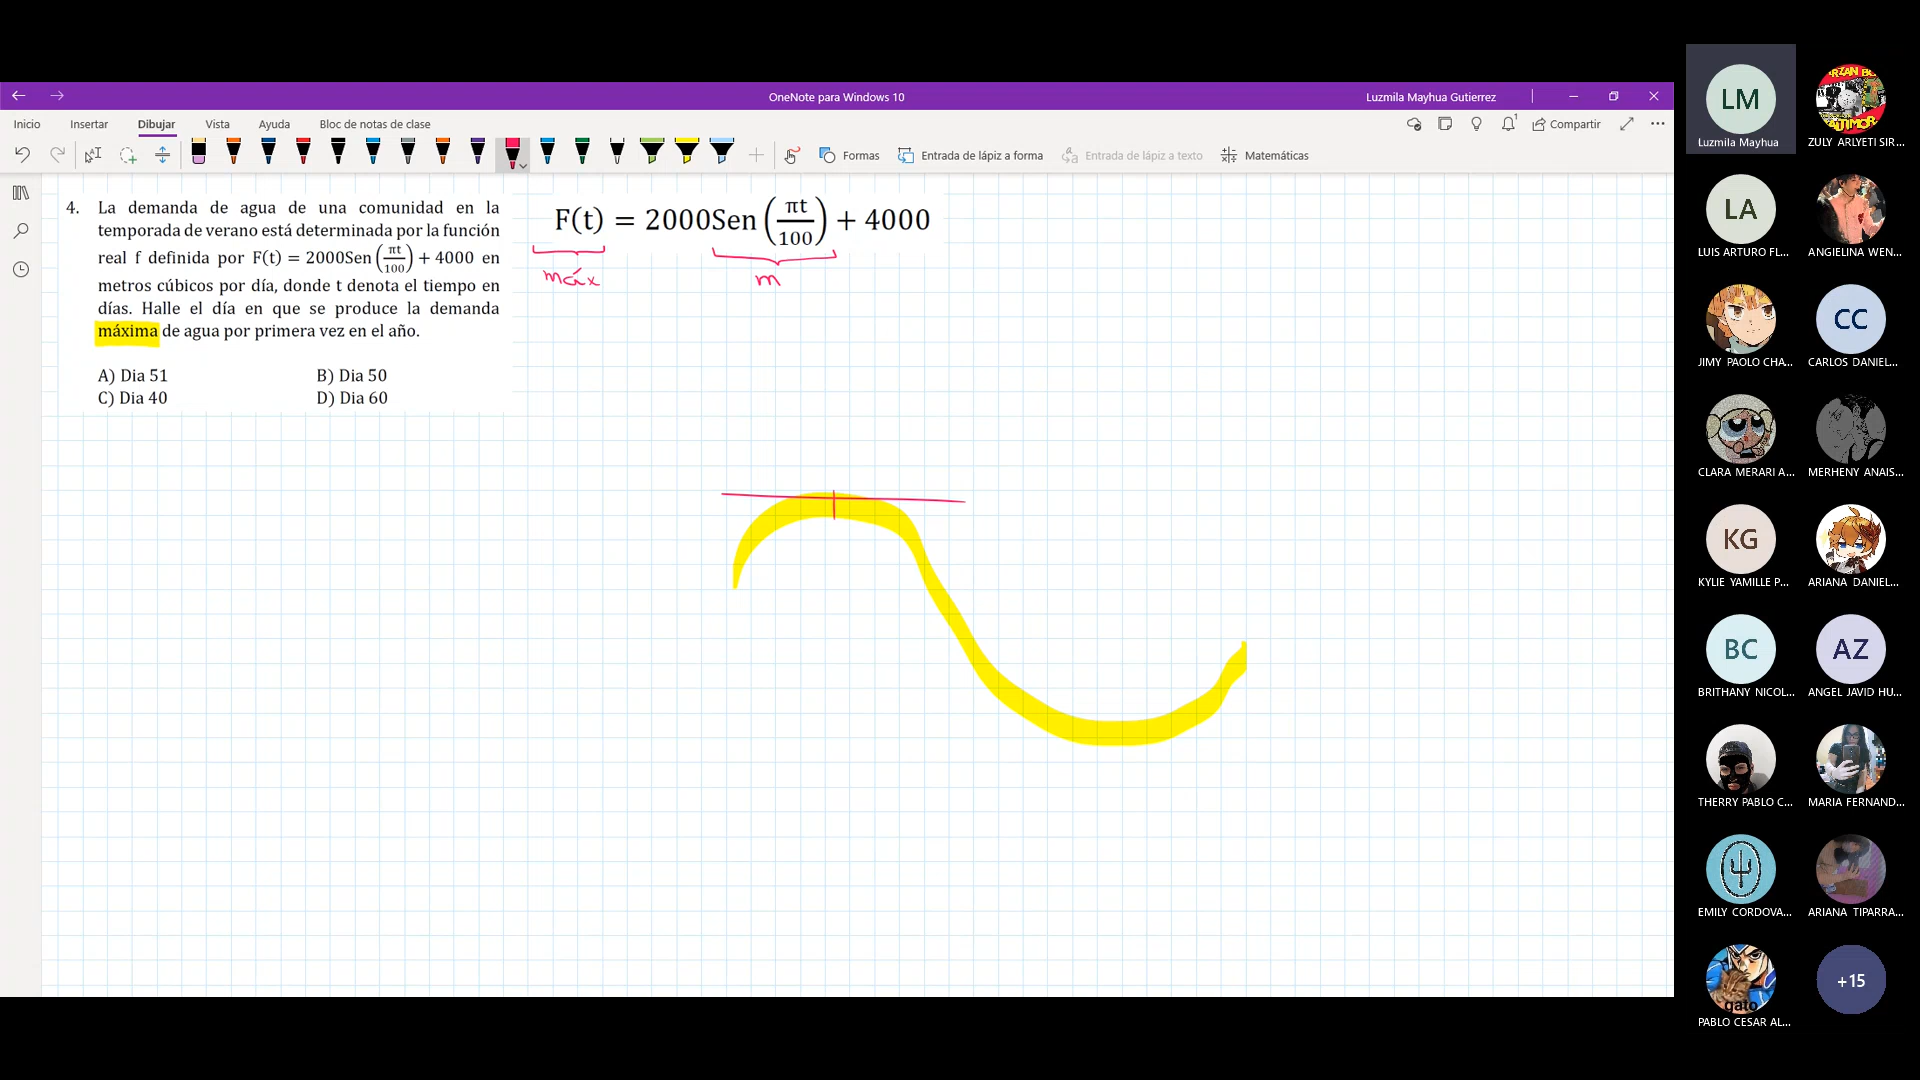 OneNote para Windows 10
Luzmila Mayhua Gutierrez
Inicio
Insertar
Dibujar
Vista
Ayuda
Bloc de notas de clase
Compartir
Formas
Entrada de lápiz a forma
Entrada de lápiz a texto
Matemáticas
4. La demanda de agua de una comunidad en la
temporada de verano está determinada por la función
real f definida por F(t) = 2000Sen(πt/100) + 4000 en
metros cúbicos por día, donde t denota el tiempo en
días. Halle el día en que se produce la demanda
máxima de agua por primera vez en el año.
A) Dia 51 B) Dia 50
C) Dia 40 D) Dia 60
F(t) = 2000Sen(πt/100) + 4000
máx m
LM
Luzmila Mayhua
ZULY ARLYETI SIR...
LA
LUIS ARTURO FL...
ANGELINA WEN...
JIMY PAOLO CHA...
CC
CARLOS DANIEL...
CLARA MERARI A...
MERHENY ANAIS...
KG
KYLIE YAMILLE P...
ARIANA DANIEL...
BC
BRITHANY NICOL...
AZ
ANGEL JAVID HU...
THERRY PABLO C...
MARIA FERNAND...
EMILY CORDOVA...
ARIANA TIPARRA...
gato
PABLO CESAR AL...
+15